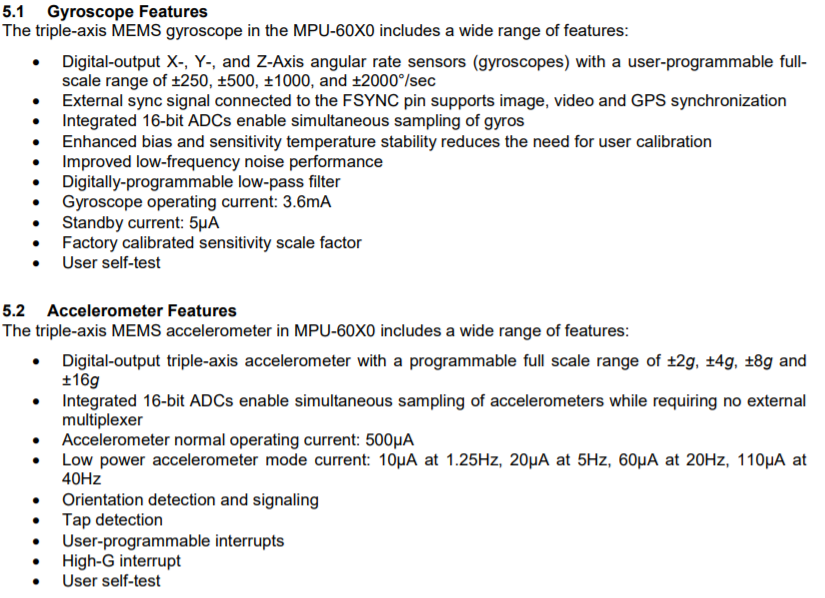 5.1 Gyroscope Features
The triple-axis MEMS gyroscope in the MPU-60X0 includes a wide range of features:
• Digital-output X-, Y-, and Z-Axis angular rate sensors (gyroscopes) with a user-programmable full-
scale range of ±250, ±500, ±1000, and ±2000°/sec
• External sync signal connected to the FSYNC pin supports image, video and GPS synchronization
• Integrated 16-bit ADCs enable simultaneous sampling of gyros
• Enhanced bias and sensitivity temperature stability reduces the need for user calibration
• Improved low-frequency noise performance
• Digitally-programmable low-pass filter
• Gyroscope operating current: 3.6mA
• Standby current: 5µA
• Factory calibrated sensitivity scale factor
• User self-test
5.2 Accelerometer Features
The triple-axis MEMS accelerometer in MPU-60X0 includes a wide range of features:
• Digital-output triple-axis accelerometer with a programmable full scale range of ±2g, ±4g, ±8g and
±16g
• Integrated 16-bit ADCs enable simultaneous sampling of accelerometers while requiring no external
multiplexer
• Accelerometer normal operating current: 500µA
• Low power accelerometer mode current: 10µA at 1.25Hz, 20µA at 5Hz, 60µA at 20Hz, 110µA at
40Hz
• Orientation detection and signaling
• Tap detection
• User-programmable interrupts
• High-G interrupt
• User self-test